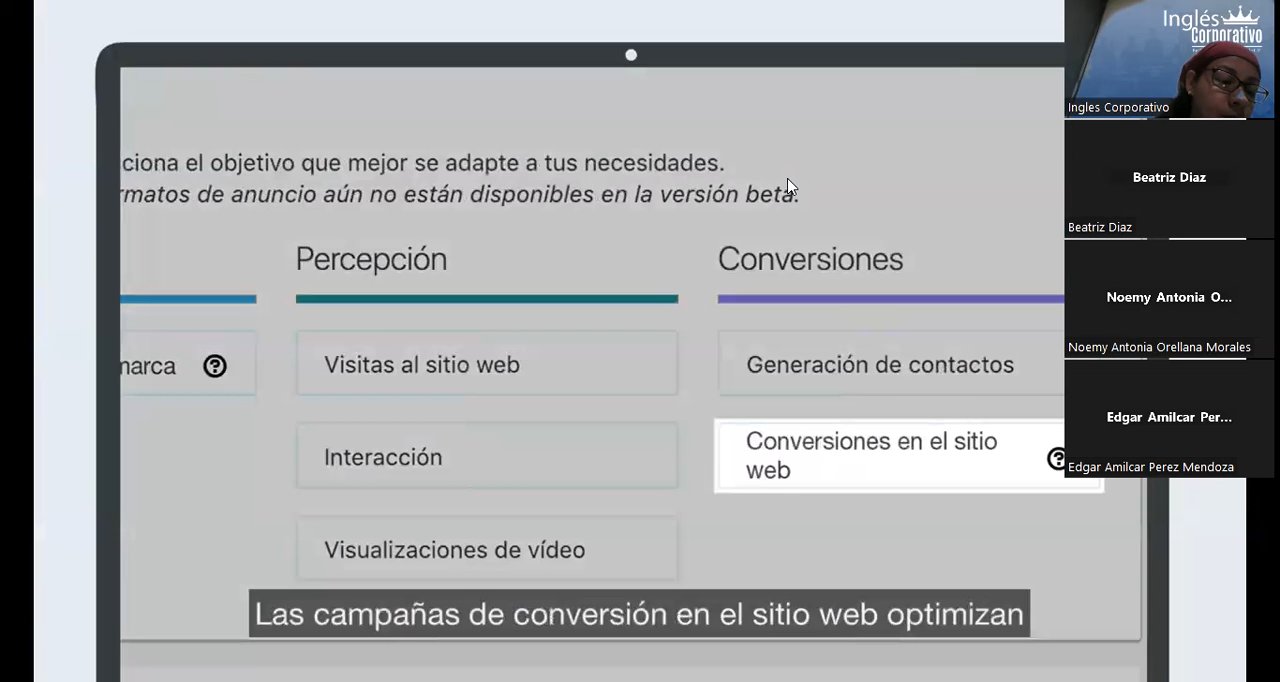 ciona el objetivo que mejor se adapte a tus necesidades.
rmatos de anuncio aún no están disponibles en la versión beta.
Percepción
Conversiones
marca
Visitas al sitio web
Generación de contactos
Interacción
Conversiones en el sitio
web
Visualizaciones de vídeo
Las campañas de conversión en el sitio web optimizan
Inglés
Corporativo
Ingles Corporativo
Beatriz Diaz
Beatriz Diaz
Noemy Antonia O...
Noemy Antonia Orellana Morales
Edgar Amilcar Per...
Edgar Amilcar Perez Mendoza